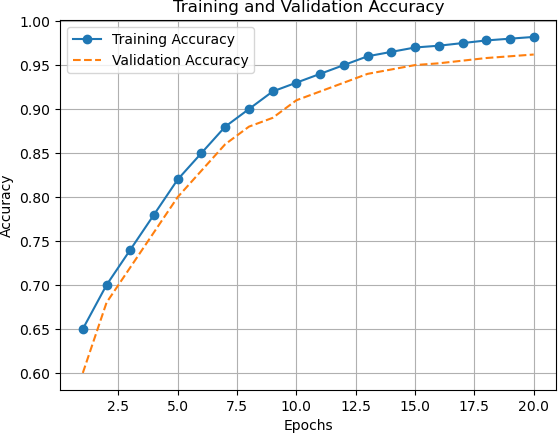 Training and Validation Accuracy
Training Accuracy
Validation Accuracy
1.00
0.95
0.90
0.85
0.80
0.75
0.70
0.65
0.60
Accuracy
2.5 5.0 7.5 10.0 12.5 15.0 17.5 20.0
Epochs